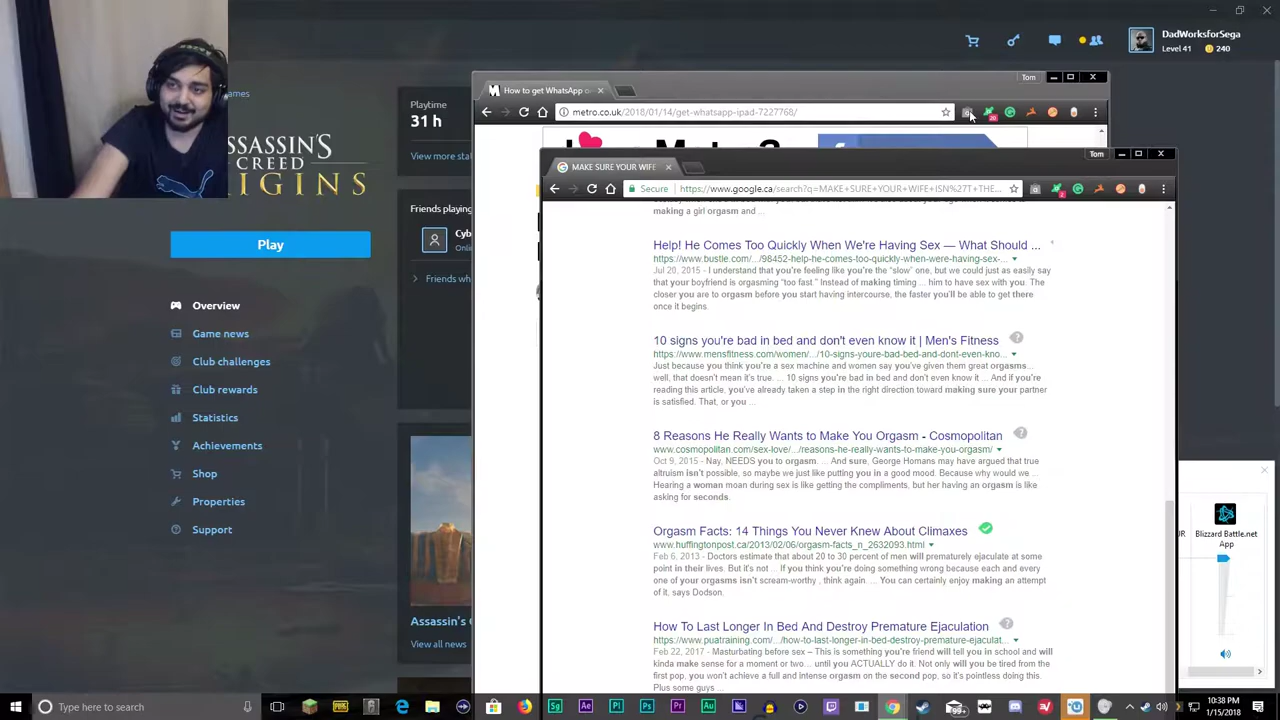 DadWorksforSega
Level 41
240
ames
ASSASSIN'S
CREED
RIGINS
Play
Overview
Game news
Club challenges
Club rewards
Statistics
Achievements
Shop
Properties
Support
Playtime
31 h
View more sta
Friends playing
Cyb
Onli
Friends wh
Assassin's C
View all news
Tom
How to get WhatsApp o
metro.co.uk/2018/01/14/get-whatsapp-ipad-7227768/
20
Tom
MAKE SURE YOUR WIFE
Secure
https://www.google.ca/search?q=MAKE+SURE+YOUR+WIFE+ISN%27T+THE...
2
making a girl orgasm and ...
Help! He Comes Too Quickly When We're Having Sex — What Should ...
https://www.bustle.com/.../98452-help-he-comes-too-quickly-when-were-having-sex-...
Jul 20, 2015 - I understand that you're feeling like you're the “slow” one, but we could just as easily say
that your boyfriend is orgasming “too fast.” Instead of making timing ... him to have sex with you. The
closer you are to orgasm before you start having intercourse, the faster you'll be able to get there
once it begins.
10 signs you're bad in bed and don't even know it | Men's Fitness
https://www.mensfitness.com/women/.../10-signs-youre-bad-bed-and-dont-even-kno...
Just because you think you're a sex machine and women say you've given them great orgasms...
well, that doesn't mean it's true. ... 10 signs you're bad in bed and don't even know it ... And if you're
reading this article, you've already taken a step in the right direction toward making sure your partner
is satisfied. That, or you ...
8 Reasons He Really Wants to Make You Orgasm - Cosmopolitan
www.cosmopolitan.com/sex-love/.../reasons-he-really-wants-to-make-you-orgasm/
Oct 9, 2015 - Nay, NEEDS you to orgasm. ... And sure, George Homans may have argued that true
altruism isn't possible, so maybe we just like putting you in a good mood. Because why would we ...
Hearing a woman moan during sex is like getting the compliments, but her having an orgasm is like
asking for seconds.
Orgasm Facts: 14 Things You Never Knew About Climaxes
www.huffingtonpost.ca/2013/02/06/orgasm-facts_n_2632093.html
Feb 6, 2013 - Doctors estimate that about 20 to 30 percent of men will prematurely ejaculate at some
point in their lives. But it's not ... If you think you're doing something wrong because each and every
one of your orgasms isn't scream-worthy , think again. ... You can certainly enjoy making an attempt
of it, says Dodson.
How To Last Longer In Bed And Destroy Premature Ejaculation
https://www.puatraining.com/.../how-to-last-longer-in-bed-destroy-premature-ejaculat...
Feb 22, 2017 - Masturbating before sex – This is something you're friend will tell you in school and will
kinda make sense for a moment or two... until you ACTUALLY do it. Not only will you be tired from the
first pop, you won't achieve a full and intense orgasm on the second pop, so it's pointless doing this.
Plus some guys ...
UR
Blizzard Battle.net
App
Type here to search
Sg
Ae
Pl
Ps
Pr
Au
99+
10:38 PM
1/15/2018